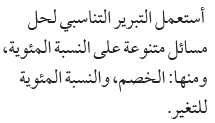 أستعمل التبرير التناسبي لحل
مسائل متنوعة على النسبة المئوية،
ومنها: الخصم، والنسبة المئوية
للتغير.